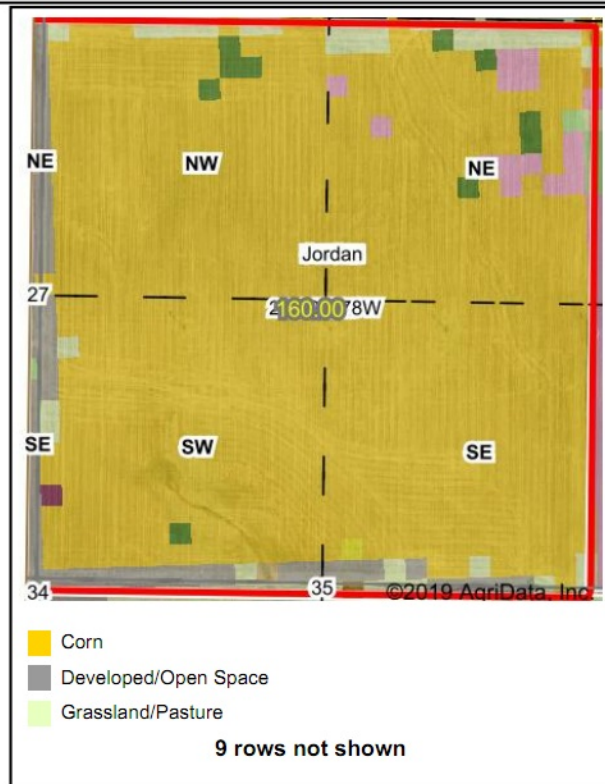 NE
NW
NE
Jordan
27
160.00
78W
SE
SW
SE
34
35
©2019 AgriData, Inc.
Corn
Developed/Open Space
Grassland/Pasture
9 rows not shown